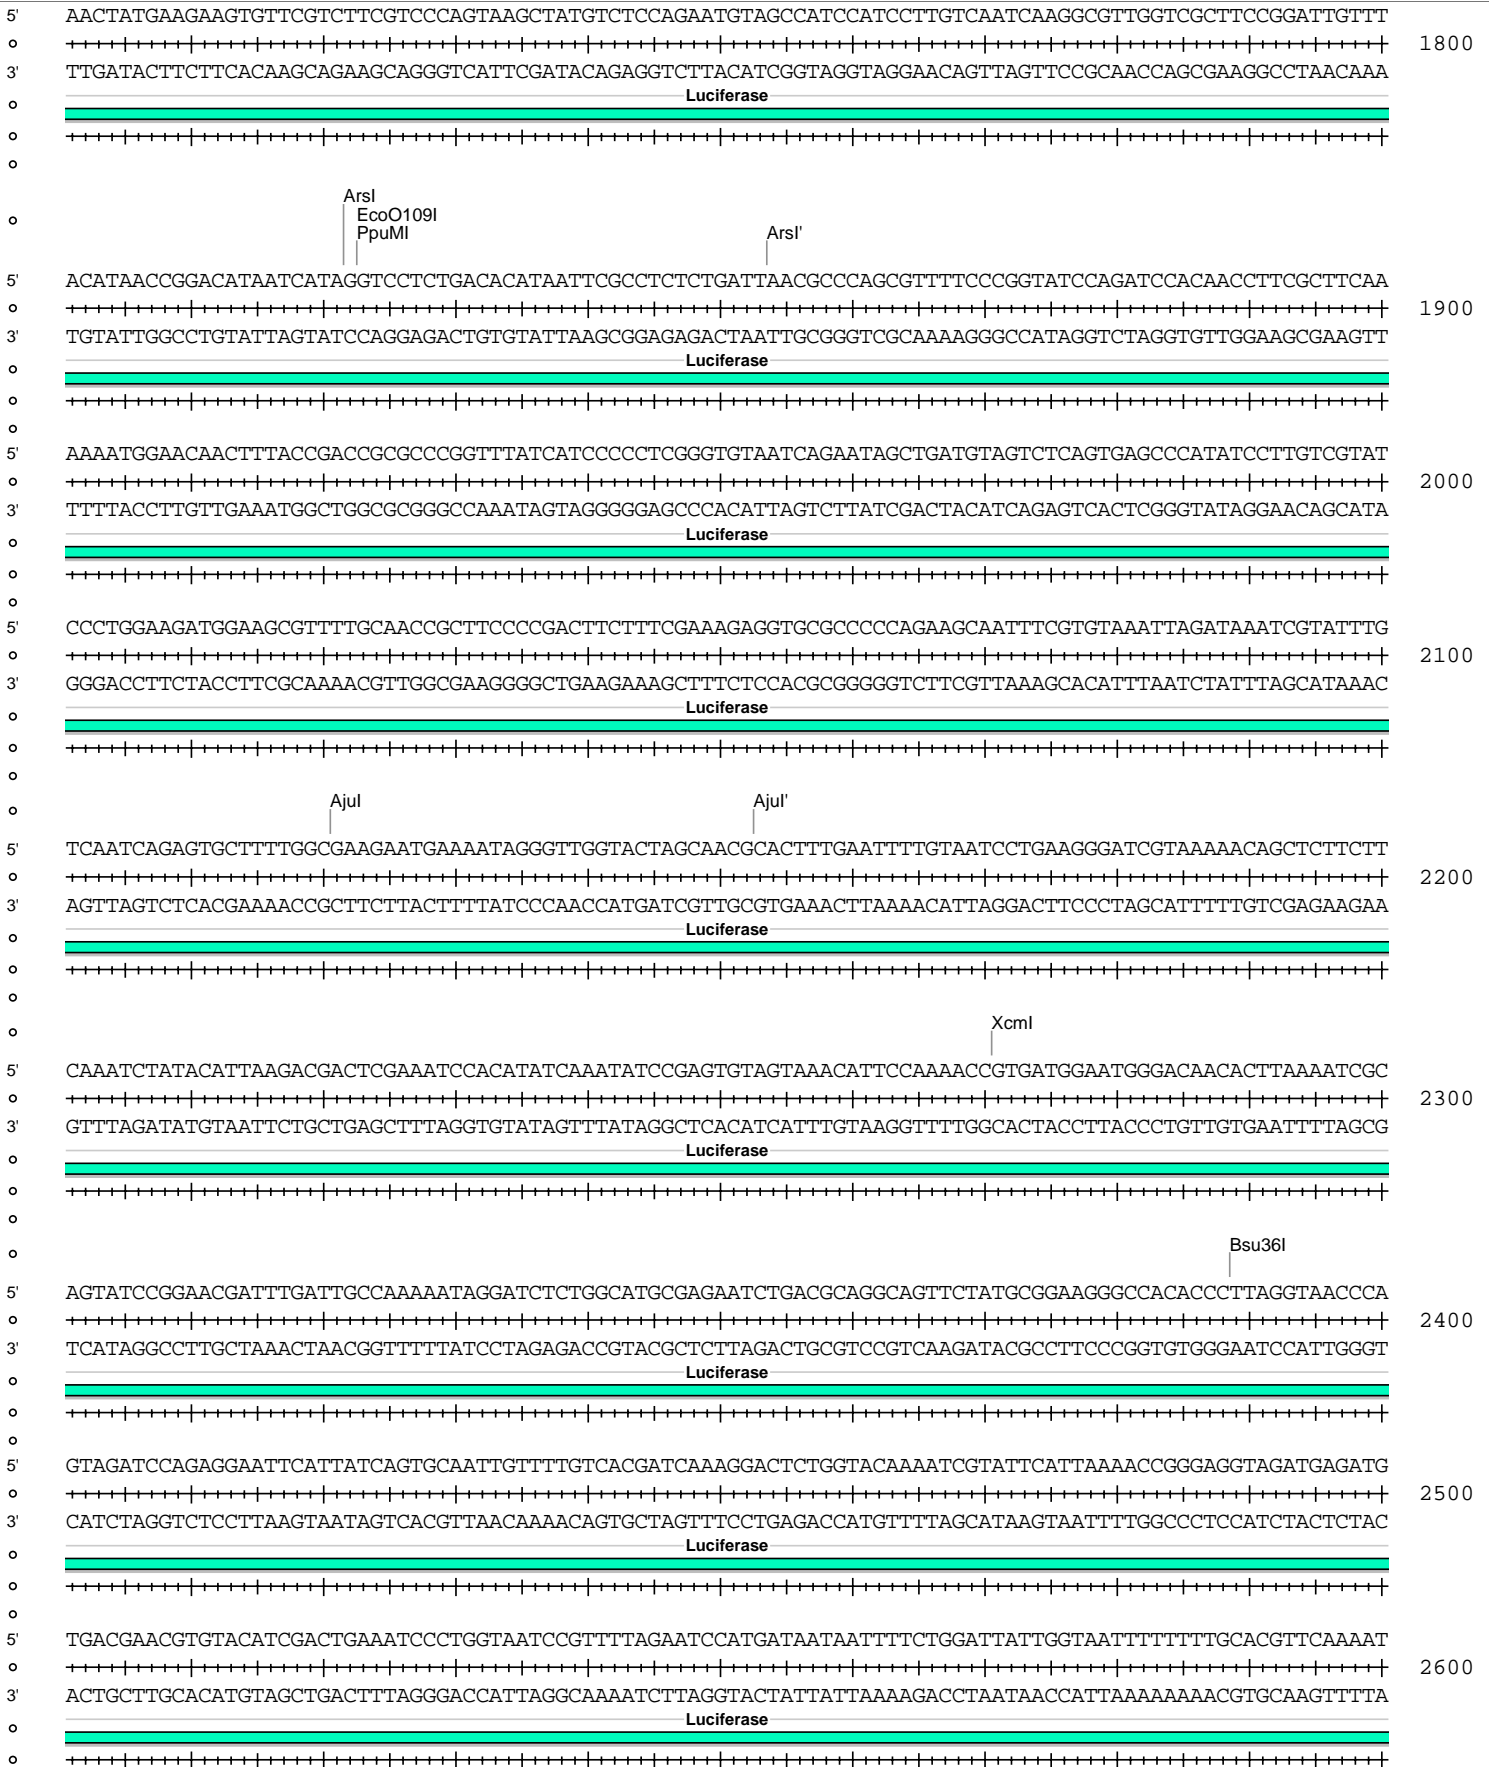 5' AACTATGAAGAAGTGTTCGTCTTCGTCCCAGTAAGCTATGTCTCCAGAATGTAGCCATCCATCCTTGTCAATCAAGGCGTTGGTCGCTTCCGGATTGTTT
1800
3' TTGATACTTCTTCACAAGCAGAAGCAGGGTCATTCGATACAGAGGTCTTACATCGGTAGGTAGGAACAGTTAGTTCCGCAACCAGCGAAGGCCTAACAAA
Luciferase
ArsI
EcoO109I
PpuMI ArsI'
5' ACATAACCGGACATAATCATAGGTCCTCTGACACATAATTCGCCTCTCTGATTAACGCCCAGCGTTTTCCCGGTATCCAGATCCACAACCTTCGCTTCAA
1900
3' TGTATTGGCCTGTATTAGTATCCAGGAGACTGTGTATTAAGCGGAGAGACTAATTGCGGGTCGCAAAAGGGCCATAGGTCTAGGTGTTGGAAGCGAAGTT
Luciferase
5' AAAATGGAACAACTTTACCGACCGCGCCCGGTTTATCATCCCCCTCGGGTGTAATCAGAATAGCTGATGTAGTCTCAGTGAGCCCATATCCTTGTCGTAT
2000
3' TTTTACCTTGTTGAAATGGCTGGCGCGGGCCAAATAGTAGGGGGAGCCCACATTAGTCTTATCGACTACATCAGAGTCACTCGGGTATAGGAACAGCATA
Luciferase
5' CCCTGGAAGATGGAAGCGTTTTGCAACCGCTTCCCCGACTTCTTTCGAAAGAGGTGCGCCCCCAGAAGCAATTTCGTGTAAATTAGATAAATCGTATTTG
2100
3' GGGACCTTCTACCTTCGCAAAACGTTGGCGAAGGGGCTGAAGAAAGCTTTCTCCACGCGGGGGTCTTCGTTAAAGCACATTTAATCTATTTAGCATAAAC
Luciferase
AjuI AjuI'
5' TCAATCAGAGTGCTTTTGGCGAAGAATGAAAATAGGGTTGGTACTAGCAACGCACTTTGAATTTTGTAATCCTGAAGGGATCGTAAAAACAGCTCTTCTT
2200
3' AGTTAGTCTCACGAAAACCGCTTCTTACTTTTATCCCAACCATGATCGTTGCGTGAAACTTAAAACATTAGGACTTCCCTAGCATTTTTGTCGAGAAGAA
Luciferase
XcmI
5' CAAATCTATACATTAAGACGACTCGAAATCCACATATCAAATATCCGAGTGTAGTAAACATTCCAAAACCGTGATGGAATGGGACAACACTTAAAATCGC
2300
3' GTTTAGATATGTAATTCTGCTGAGCTTTAGGTGTATAGTTTATAGGCTCACATCATTTGTAAGGTTTTGGCACTACCTTACCCTGTTGTGAATTTTAGCG
Luciferase
Bsu36I
5' AGTATCCGGAACGATTTGATTGCCAAAAATAGGATCTCTGGCATGCGAGAATCTGACGCAGGCAGTTCTATGCGGAAGGGCCACACCCTTAGGTAACCCA
2400
3' TCATAGGCCTTGCTAAACTAACGGTTTTTATCCTAGAGACCGTACGCTCTTAGACTGCGTCCGTCAAGATACGCCTTCCCGGTGTGGGAATCCATTGGGT
Luciferase
5' GTAGATCCAGAGGAATTCATTATCAGTGCAATTGTTTTGTCACGATCAAAGGACTCTGGTACAAAATCGTATTCATTAAAACCGGGAGGTAGATGAGATG
2500
3' CATCTAGGTCTCCTTAAGTAATAGTCACGTTAACAAAACAGTGCTAGTTTCCTGAGACCATGTTTTAGCATAAGTAATTTTGGCCCTCCATCTACTCTAC
Luciferase
5' TGACGAACGTGTACATCGACTGAAATCCCTGGTAATCCGTTTTAGAATCCATGATAATAATTTTCTGGATTATTGGTAATTTTTTTTGCACGTTCAAAAT
2600
3' ACTGCTTGCACATGTAGCTGACTTTAGGGACCATTAGGCAAAATCTTAGGTACTATTATTAAAAGACCTAATAACCATTAAAAAAAACGTGCAAGTTTTA
Luciferase